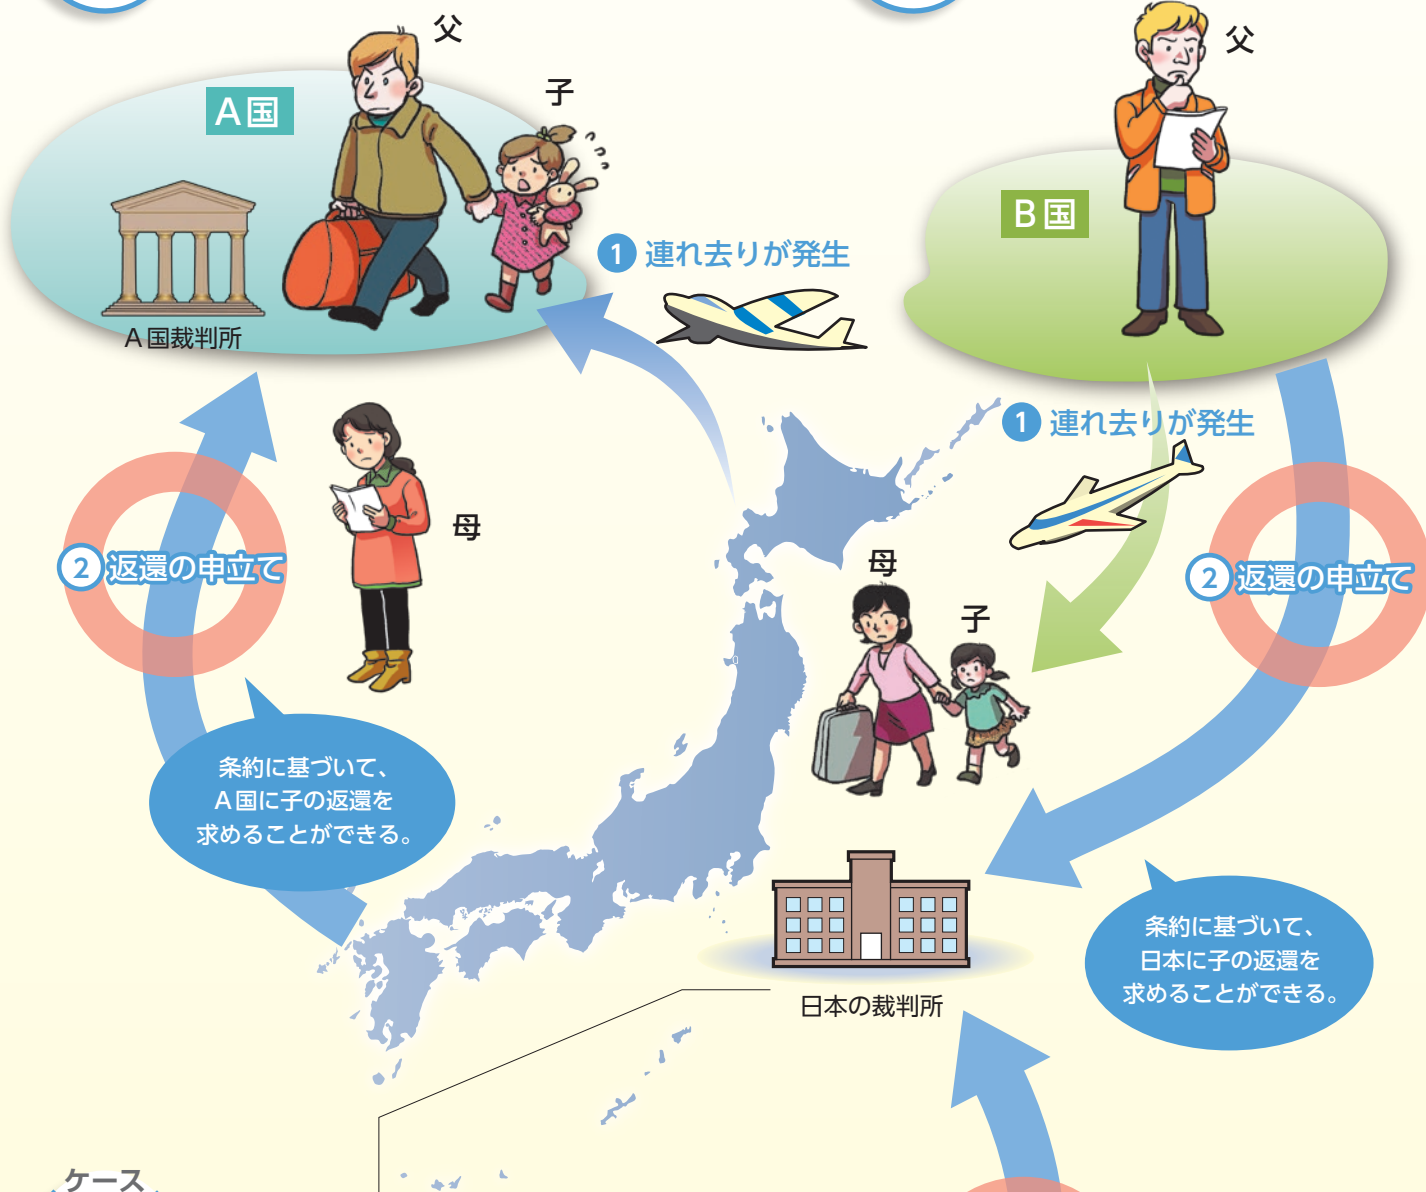 父
A国
子
A国裁判所
① 連れ去りが発生
母
② 返還の申立て
条約に基づいて、
A国に子の返還を
求めることができる。
父
B国
① 連れ去りが発生
母
子
② 返還の申立て
日本の裁判所
条約に基づいて、
日本に子の返還を
求めることができる。
ケース